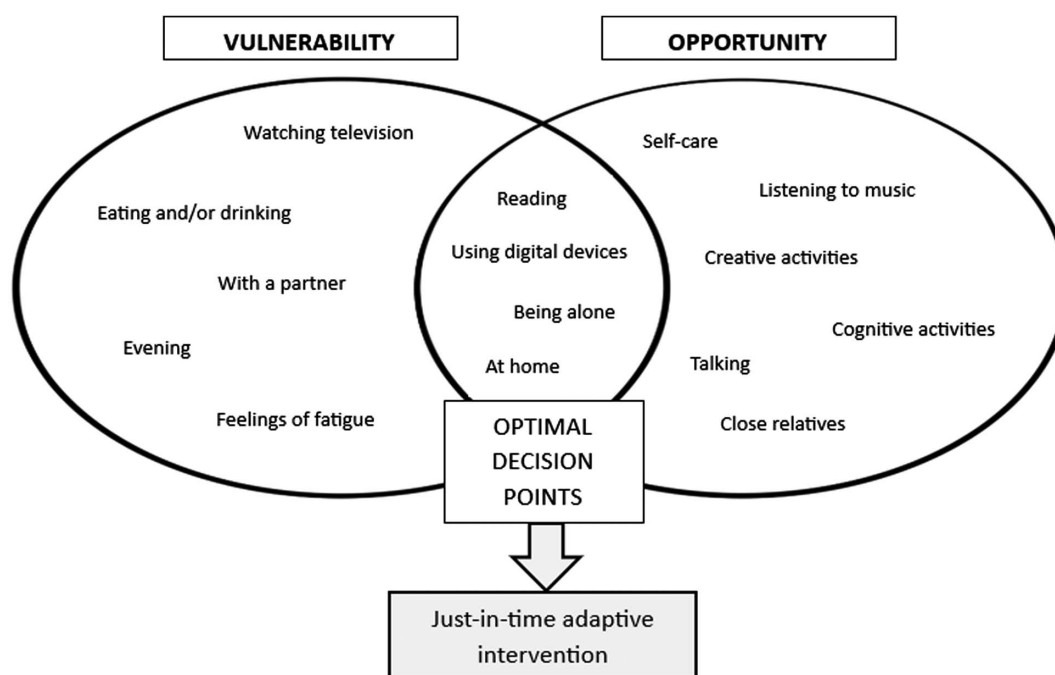 VULNERABILITY
OPPORTUNITY
Watching television
Eating and/or drinking
With a partner
Evening
Feelings of fatigue
Reading
Using digital devices
Being alone
At home
Self-care
Listening to music
Creative activities
Cognitive activities
Talking
Close relatives
OPTIMAL
DECISION
POINTS
Just-in-time adaptive
intervention